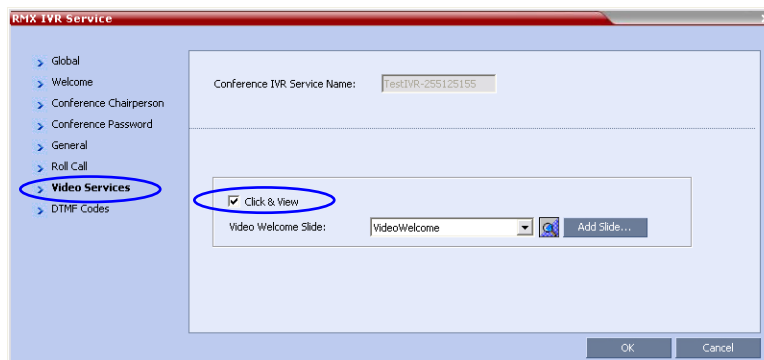 RMX IVR Service
Global
Welcome
Conference Chairperson
Conference Password
General
Roll Call
Video Services
DTMF Codes
Conference IVR Service Name: TestIVR-255125155
Click & View
Video Welcome Slide: VideoWelcome Add Slide...
OK Cancel